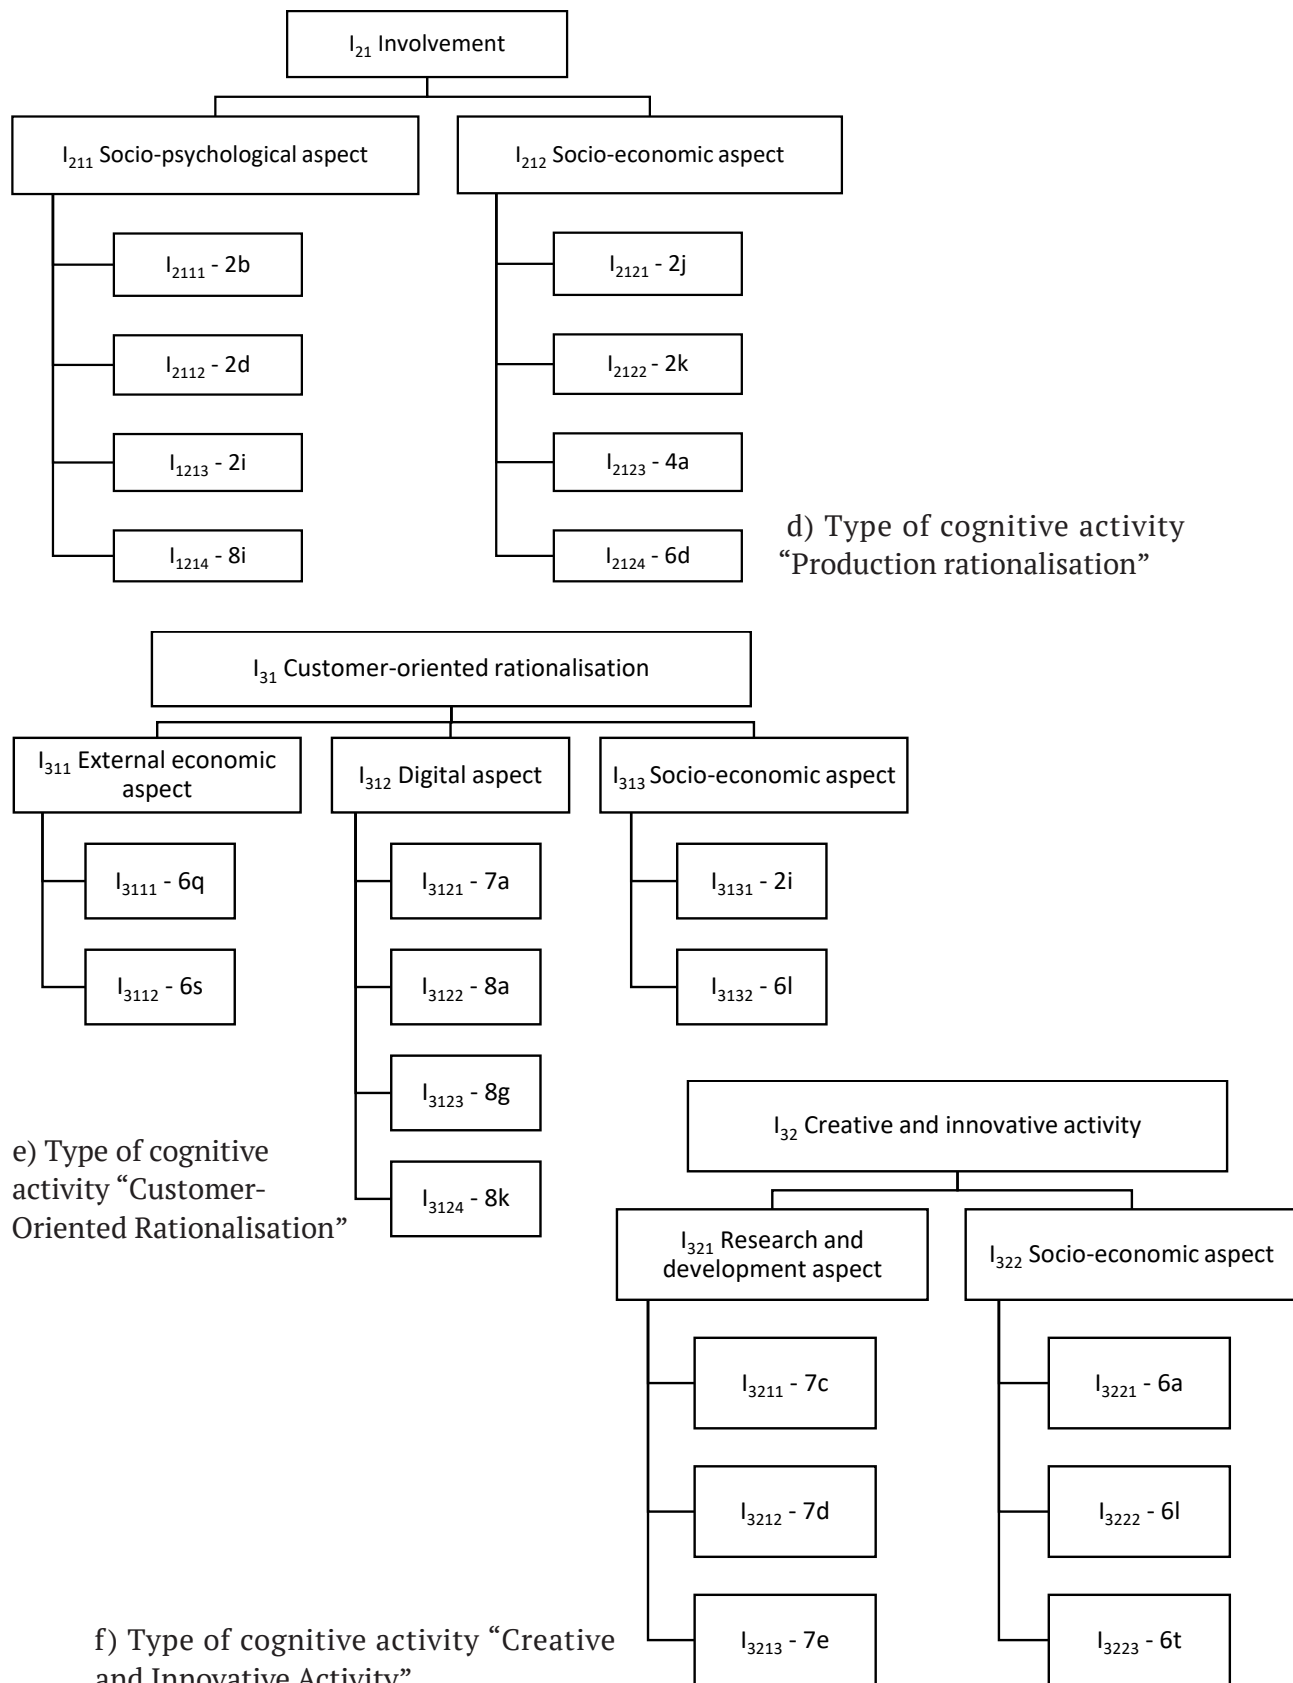 I₂₁ Involvement
I₂₁₁ Socio-psychological aspect
I₂₁₁₁ - 2b
I₂₁₁₂ - 2d
I₁₂₁₃ - 2i
I₁₂₁₄ - 8i
I₂₁₂ Socio-economic aspect
I₂₁₂₁ - 2j
I₂₁₂₂ - 2k
I₂₁₂₃ - 4a
I₂₁₂₄ - 6d
d) Type of cognitive activity
“Production rationalisation”
I₃₁ Customer-oriented rationalisation
I₃₁₁ External economic
aspect
I₃₁₁₁ - 6q
I₃₁₁₂ - 6s
I₃₁₂ Digital aspect
I₃₁₂₁ - 7a
I₃₁₂₂ - 8a
I₃₁₂₃ - 8g
I₃₁₂₄ - 8k
I₃₁₃ Socio-economic aspect
I₃₁₃₁ - 2i
I₃₁₃₂ - 6l
e) Type of cognitive
activity “Customer-
Oriented Rationalisation”
I₃₂ Creative and innovative activity
I₃₂₁ Research and
development aspect
I₃₂₁₁ - 7c
I₃₂₁₂ - 7d
I₃₂₁₃ - 7e
I₃₂₂ Socio-economic aspect
I₃₂₂₁ - 6a
I₃₂₂₂ - 6l
I₃₂₂₃ - 6t
f) Type of cognitive activity “Creative
and Innovative Activity”